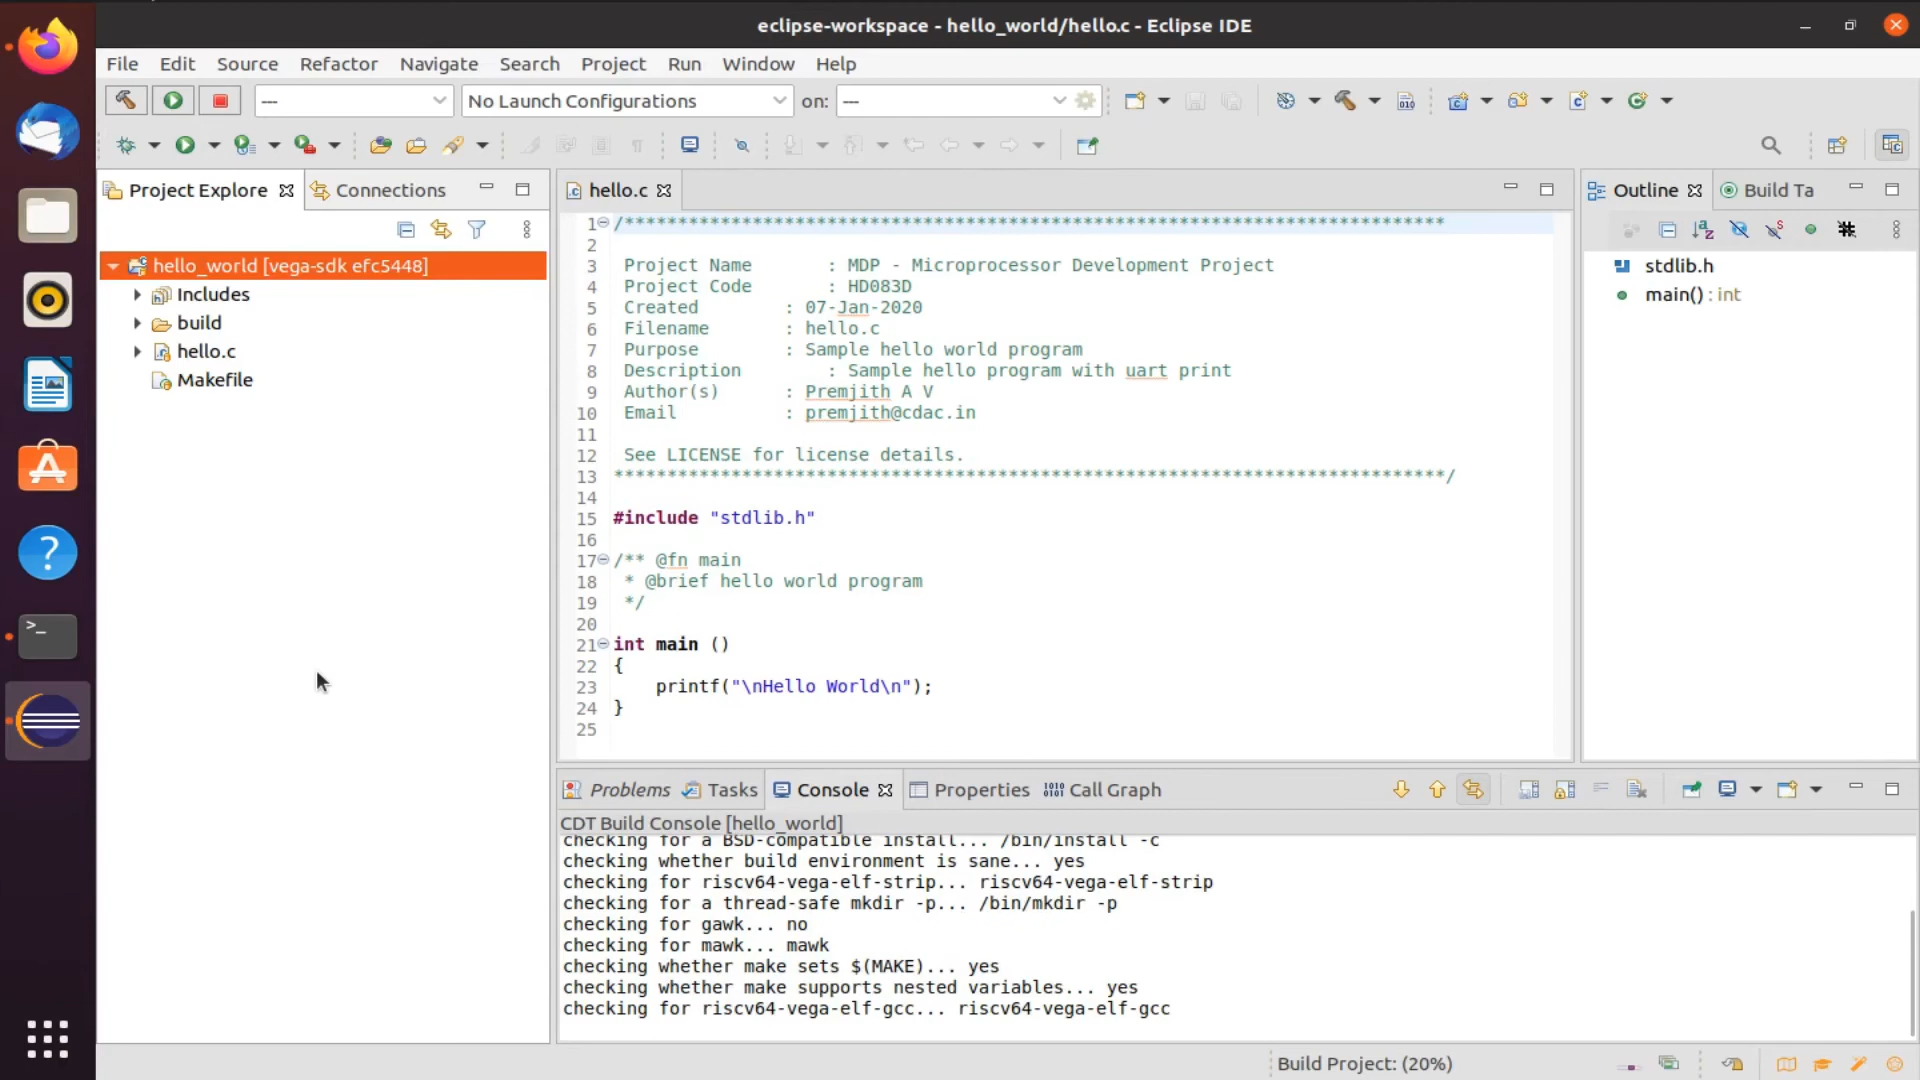 eclipse-workspace - hello_world/hello.c - Eclipse IDE
File Edit Source Refactor Navigate Search Project Run Window Help
--- No Launch Configurations on: ---
Project Explore Connections
hello_world [vega-sdk efc5448]
Includes
build
hello.c
Makefile
hello.c
1 /*****************************************************************************
2
3 Project Name : MDP - Microprocessor Development Project
4 Project Code : HD083D
5 Created : 07-Jan-2020
6 Filename : hello.c
7 Purpose : Sample hello world program
8 Description : Sample hello program with uart print
9 Author(s) : Premjith A V
10 Email : premjith@cdac.in
11
12 See LICENSE for license details.
13 ******************************************************************************/
14
15 #include "stdlib.h"
16
17 /** @fn main
18 * @brief hello world program
19 */
20
21 int main ()
22 {
23 printf("\nHello World\n");
24 }
25
Outline Build Ta
stdlib.h
main() : int
Problems Tasks Console Properties Call Graph
CDT Build Console [hello_world]
checking for a BSD-compatible install... /bin/install -c
checking whether build environment is sane... yes
checking for riscv64-vega-elf-strip... riscv64-vega-elf-strip
checking for a thread-safe mkdir -p... /bin/mkdir -p
checking for gawk... no
checking for mawk... mawk
checking whether make sets $(MAKE)... yes
checking whether make supports nested variables... yes
checking for riscv64-vega-elf-gcc... riscv64-vega-elf-gcc
Build Project: (20%)